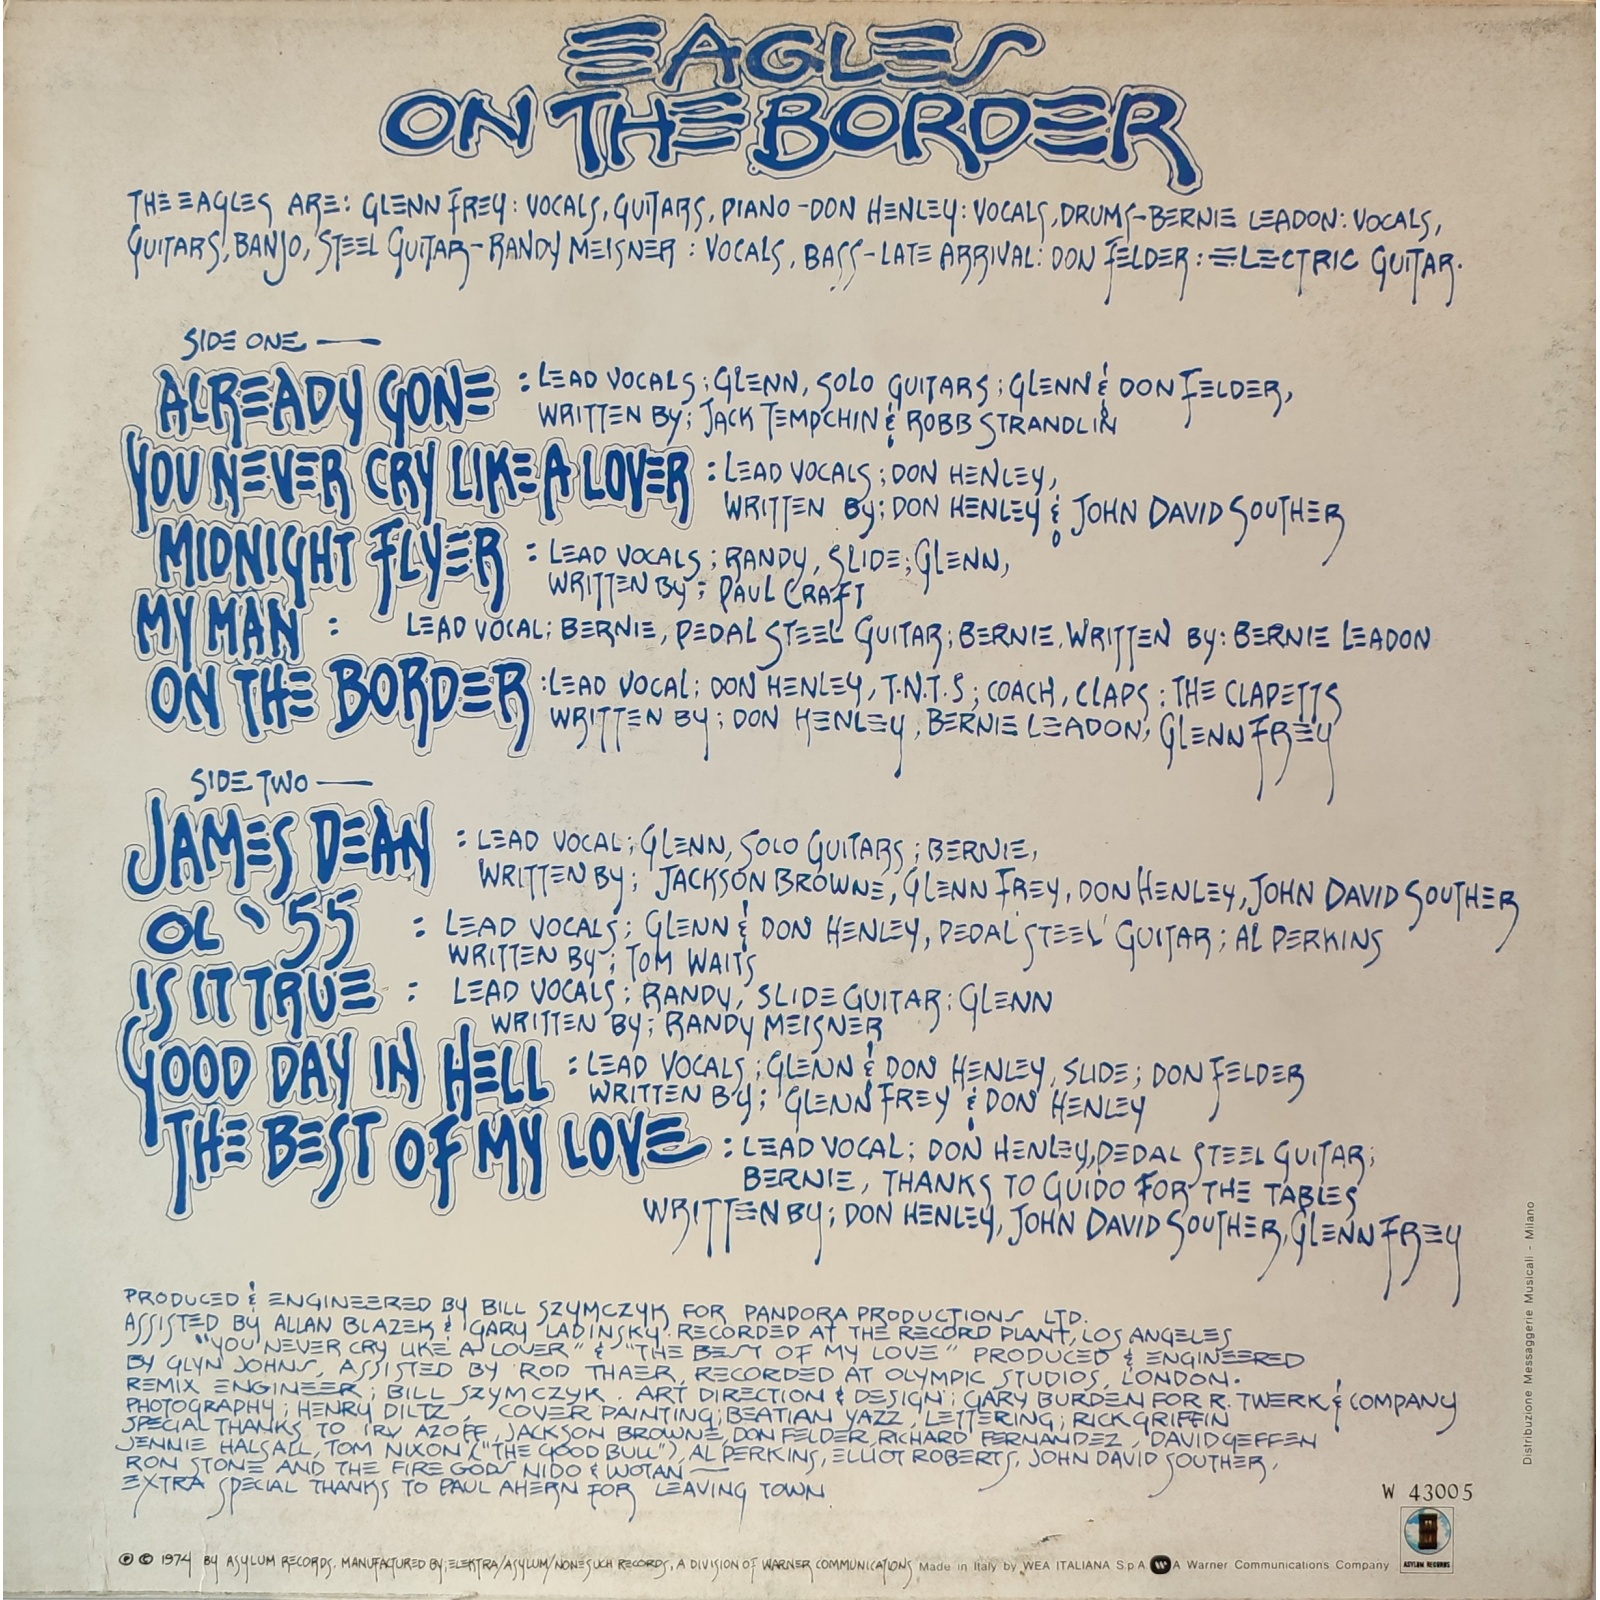 EAGLES
ON THE BORDER
THE EAGLES ARE: GLENN FREY: VOCALS, GUITARS, PIANO - DON HENLEY: VOCALS, DRUMS - BERNIE LEADON: VOCALS,
GUITARS, BANJO, STEEL GUITAR - RANDY MEISNER: VOCALS, BASS - LATE ARRIVAL: DON FELDER: ELECTRIC GUITAR.
SIDE ONE —
ALREADY GONE : LEAD VOCALS; GLENN, SOLO GUITARS; GLENN & DON FELDER,
WRITTEN BY; JACK TEMPCHIN & ROBB STRANDLIN
YOU NEVER CRY LIKE A LOVER : LEAD VOCALS; DON HENLEY,
WRITTEN BY; DON HENLEY & JOHN DAVID SOUTHER
MIDNIGHT FLYER : LEAD VOCALS; RANDY, SLIDE; GLENN,
WRITTEN BY; PAUL CRAFT
MY MAN : LEAD VOCAL; BERNIE, PEDAL STEEL GUITAR; BERNIE, WRITTEN BY: BERNIE LEADON
ON THE BORDER : LEAD VOCAL; DON HENLEY, T.N.T.S; COACH, CLAPS: THE CLAPETTS
WRITTEN BY; DON HENLEY, BERNIE LEADON, GLENN FREY
SIDE TWO —
JAMES DEAN : LEAD VOCAL; GLENN, SOLO GUITARS; BERNIE,
WRITTEN BY; JACKSON BROWNE, GLENN FREY, DON HENLEY, JOHN DAVID SOUTHER
OL '55 : LEAD VOCALS; GLENN & DON HENLEY, PEDAL STEEL GUITAR; AL PERKINS
WRITTEN BY; TOM WAITS
IS IT TRUE : LEAD VOCALS; RANDY, SLIDE GUITAR; GLENN
WRITTEN BY; RANDY MEISNER
GOOD DAY IN HELL : LEAD VOCALS; GLENN & DON HENLEY, SLIDE; DON FELDER
WRITTEN BY; GLENN FREY & DON HENLEY
THE BEST OF MY LOVE : LEAD VOCAL; DON HENLEY, PEDAL STEEL GUITAR;
BERNIE, THANKS TO GUIDO FOR THE TABLES
WRITTEN BY; DON HENLEY, JOHN DAVID SOUTHER, GLENN FREY
PRODUCED & ENGINEERED BY BILL SZYMCZYK FOR PANDORA PRODUCTIONS LTD.
ASSISTED BY ALLAN BLAZEK & GARY LADINSKY. RECORDED AT THE RECORD PLANT, LOS ANGELES
"YOU NEVER CRY LIKE A LOVER" & "THE BEST OF MY LOVE" PRODUCED & ENGINEERED
BY GLYN JOHNS, ASSISTED BY ROD THAER, RECORDED AT OLYMPIC STUDIOS, LONDON.
REMIX ENGINEER; BILL SZYMCZYK. ART DIRECTION & DESIGN; GARY BURDEN FOR R. TWERK & COMPANY
PHOTOGRAPHY; HENRY DILTZ, COVER PAINTING; BEATIAN YAZZ, LETTERING; RICK GRIFFIN
SPECIAL THANKS TO IRV AZOFF, JACKSON BROWNE, DON FELDER, RICHARD FERNANDEZ, DAVID GEFFEN
JENNIE HALSALL, TOM NIXON ("THE GOOD BULL"), AL PERKINS, ELLIOT ROBERTS, JOHN DAVID SOUTHER,
RON STONE AND THE FIRE GODS NIDO & WOTAN —
EXTRA SPECIAL THANKS TO PAUL AHERN FOR LEAVING TOWN
Distribuzione Messaggerie Musicali - Milano
W 43005
ASYLUM RECORDS
℗ © 1974 BY ASYLUM RECORDS. MANUFACTURED BY, ELEKTRA/ASYLUM/NONESUCH RECORDS, A DIVISION OF WARNER COMMUNICATIONS Made in Italy by WEA ITALIANA S.p.A. A Warner Communications Company